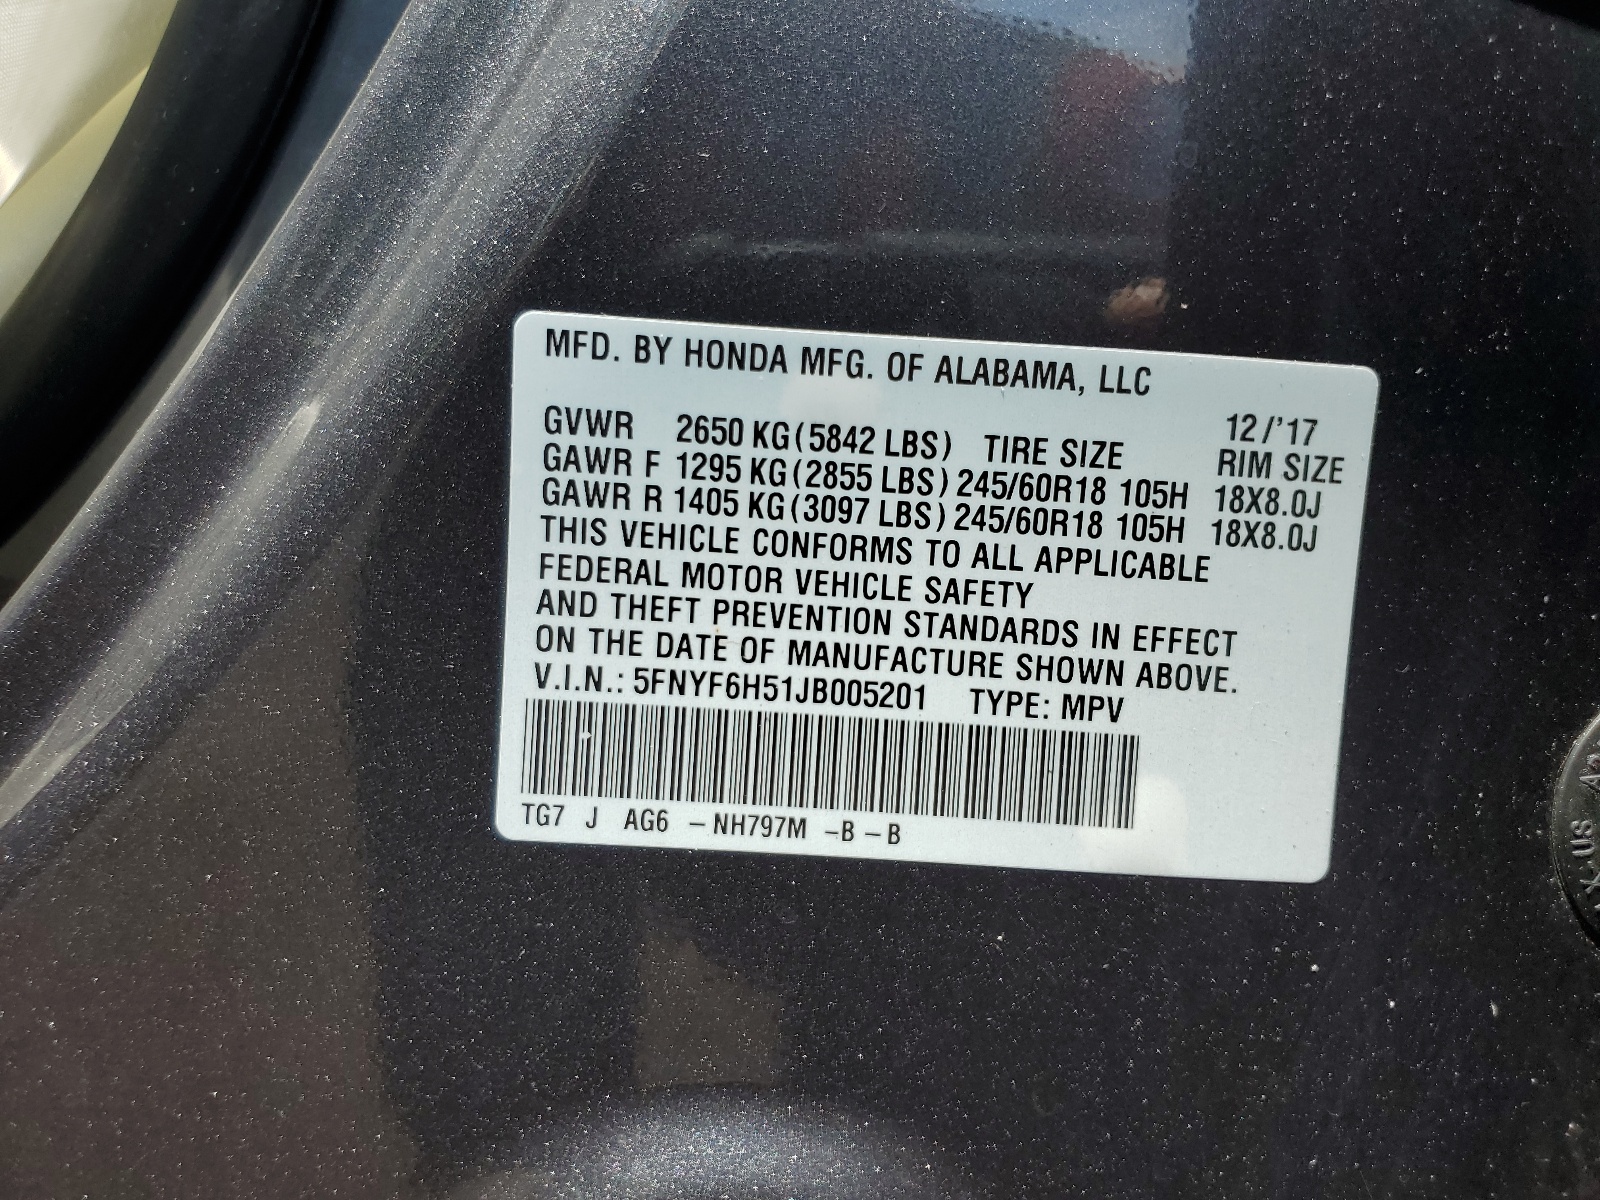 MFD. BY HONDA MFG. OF ALABAMA, LLC
12/'17
GVWR 2650 KG(5842 LBS) TIRE SIZE RIM SIZE
GAWR F 1295 KG(2855 LBS) 245/60R18 105H 18X8.0J
GAWR R 1405 KG(3097 LBS) 245/60R18 105H 18X8.0J
THIS VEHICLE CONFORMS TO ALL APPLICABLE
FEDERAL MOTOR VEHICLE SAFETY
AND THEFT PREVENTION STANDARDS IN EFFECT
ON THE DATE OF MANUFACTURE SHOWN ABOVE.
V.I.N.: 5FNYF6H51JB005201 TYPE: MPV
TG7 J AG6 -NH797M -B-B